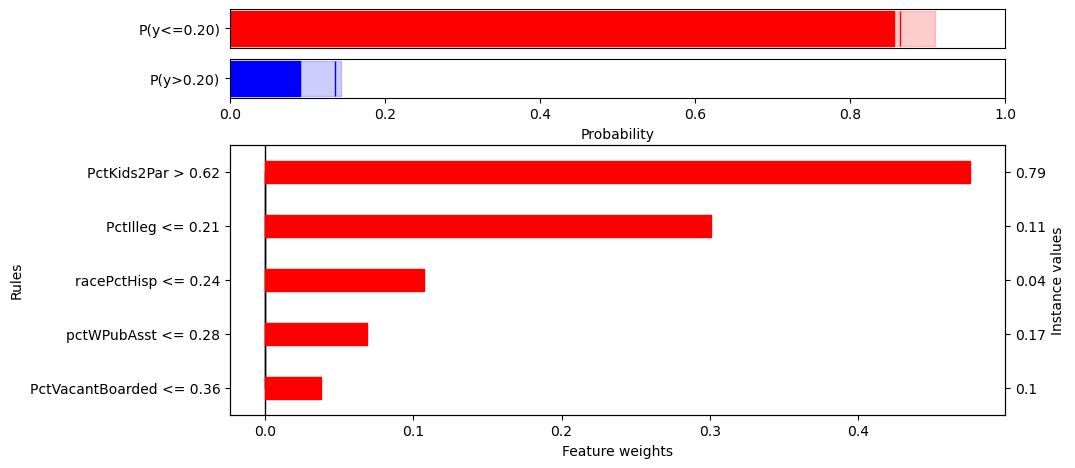 P(y<=0.20)
P(y>0.20)
0.0 0.2 0.4 0.6 0.8 1.0
Probability
PctKids2Par > 0.62 0.79
PctIlleg <= 0.21 0.11
racePctHisp <= 0.24 0.04
pctWPubAsst <= 0.28 0.17
PctVacantBoarded <= 0.36 0.1
Rules
Instance values
0.0 0.1 0.2 0.3 0.4
Feature weights